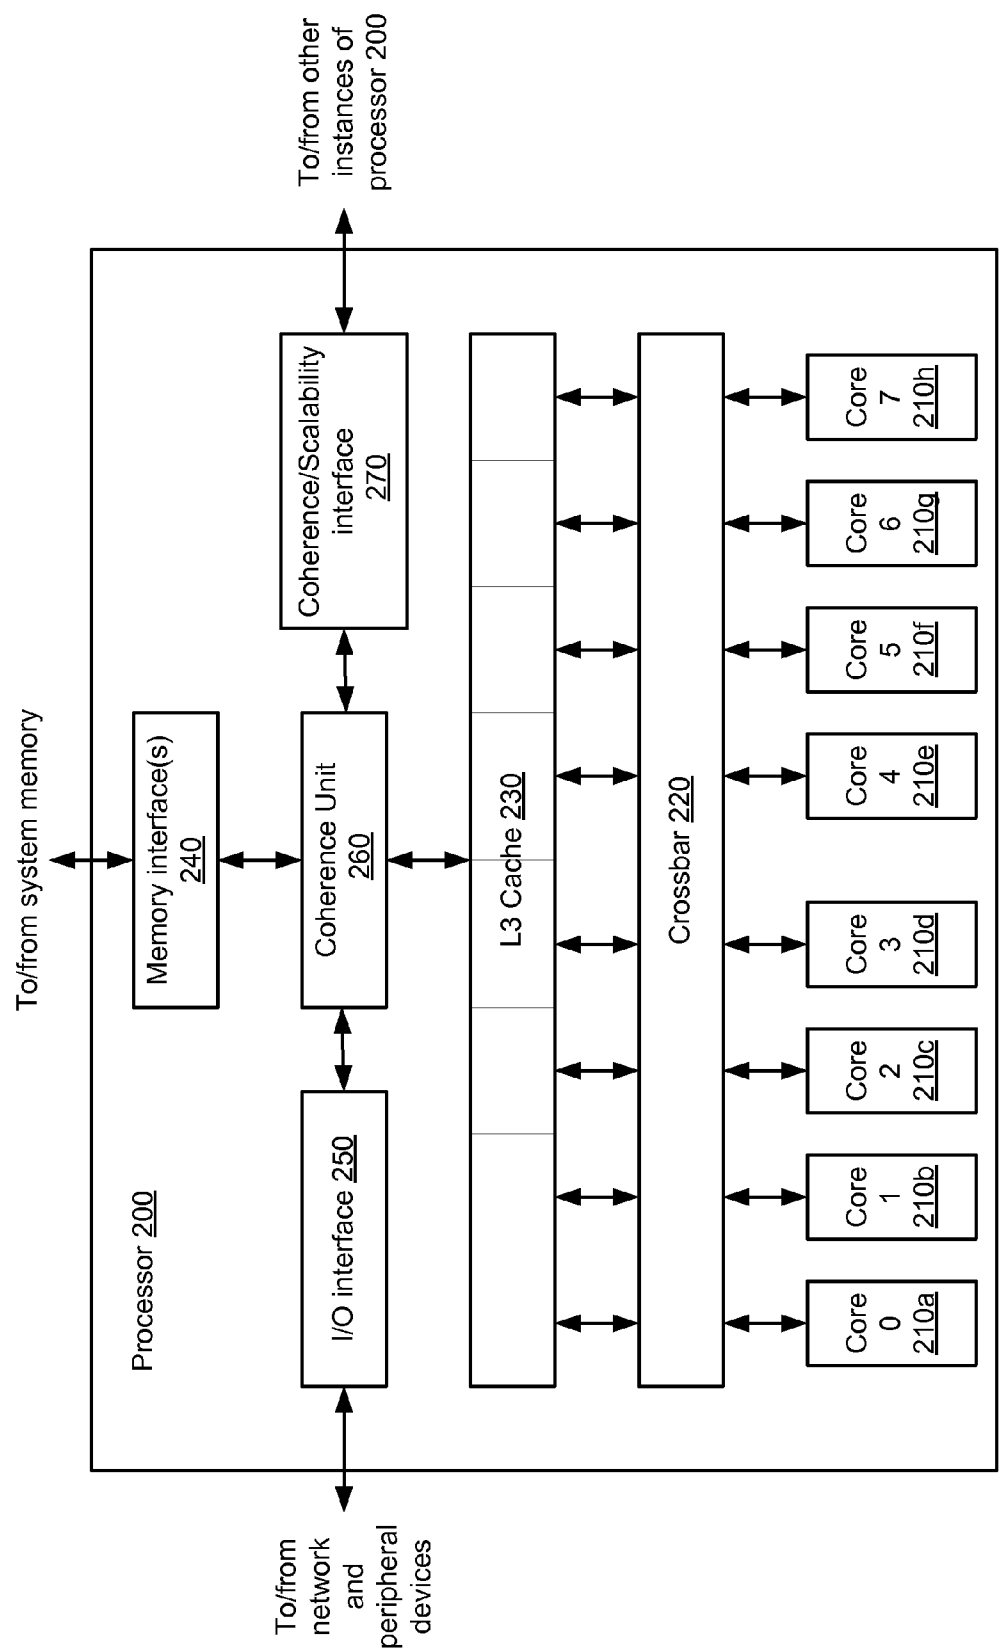 To/from system memory
Processor 200
Memory interface(s)
240
To/from
network
and
peripheral
devices
I/O interface 250
Coherence Unit
260
Coherence/Scalability
interface
270
To/from other
instances of
processor 200
L3 Cache 230
Crossbar 220
Core
0
210a
Core
1
210b
Core
2
210c
Core
3
210d
Core
4
210e
Core
5
210f
Core
6
210g
Core
7
210h